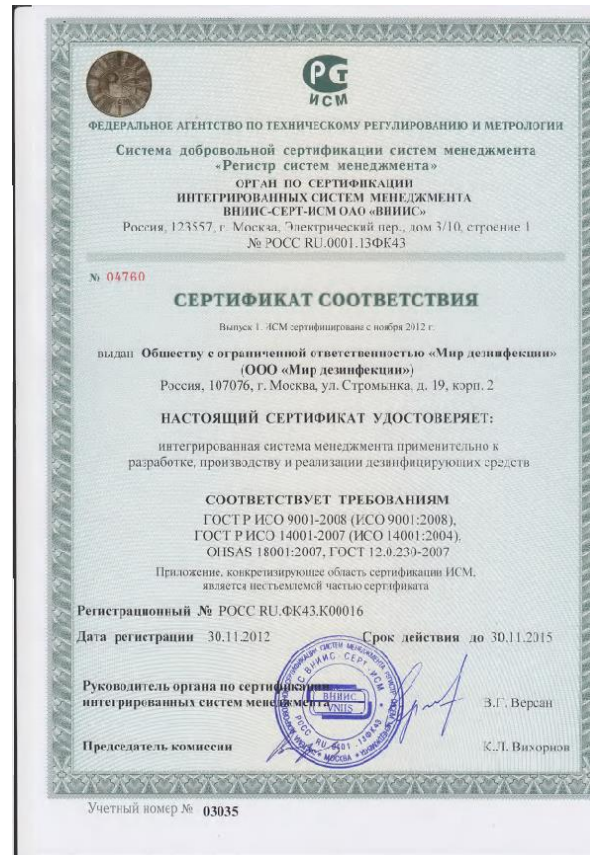 РСТ
ИСМ
ФЕДЕРАЛЬНОЕ АГЕНТСТВО ПО ТЕХНИЧЕСКОМУ РЕГУЛИРОВАНИЮ И МЕТРОЛОГИИ
Система добровольной сертификации систем менеджмента
«Регистр систем менеджмента»
ОРГАН ПО СЕРТИФИКАЦИИ
ИНТЕГРИРОВАННЫХ СИСТЕМ МЕНЕДЖМЕНТА
ВНИИС-СЕРТ-ИСМ ОАО «ВНИИС»
Россия, 123557, г. Москва, Электрический пер., дом 3/10, строение 1
№ РОСС RU.0001.13ФК43
№ 04760
СЕРТИФИКАТ СООТВЕТСТВИЯ
Выпуск 1. ИСМ сертифицирована с ноября 2012 г.
выдан Обществу с ограниченной ответственностью «Мир дезинфекции»
(ООО «Мир дезинфекции»)
Россия, 107076, г. Москва, ул. Стромынка, д. 19, корп. 2
НАСТОЯЩИЙ СЕРТИФИКАТ УДОСТОВЕРЯЕТ:
интегрированная система менеджмента применительно к
разработке, производству и реализации дезинфицирующих средств
СООТВЕТСТВУЕТ ТРЕБОВАНИЯМ
ГОСТ Р ИСО 9001-2008 (ИСО 9001:2008),
ГОСТ Р ИСО 14001-2007 (ИСО 14001:2004),
OHSAS 18001:2007, ГОСТ 12.0.230-2007
Приложение, конкретизирующее область сертификации ИСМ,
является неотъемлемой частью сертификата
Регистрационный № РОСС RU.ФК43.К00016
Дата регистрации 30.11.2012 Срок действия до 30.11.2015
Руководитель органа по сертификации
интегрированных систем менеджмента В.Г. Версан
ВНИИС
VNIIS
Председатель комиссии К.Л. Вихорнов
Учетный номер № 03035